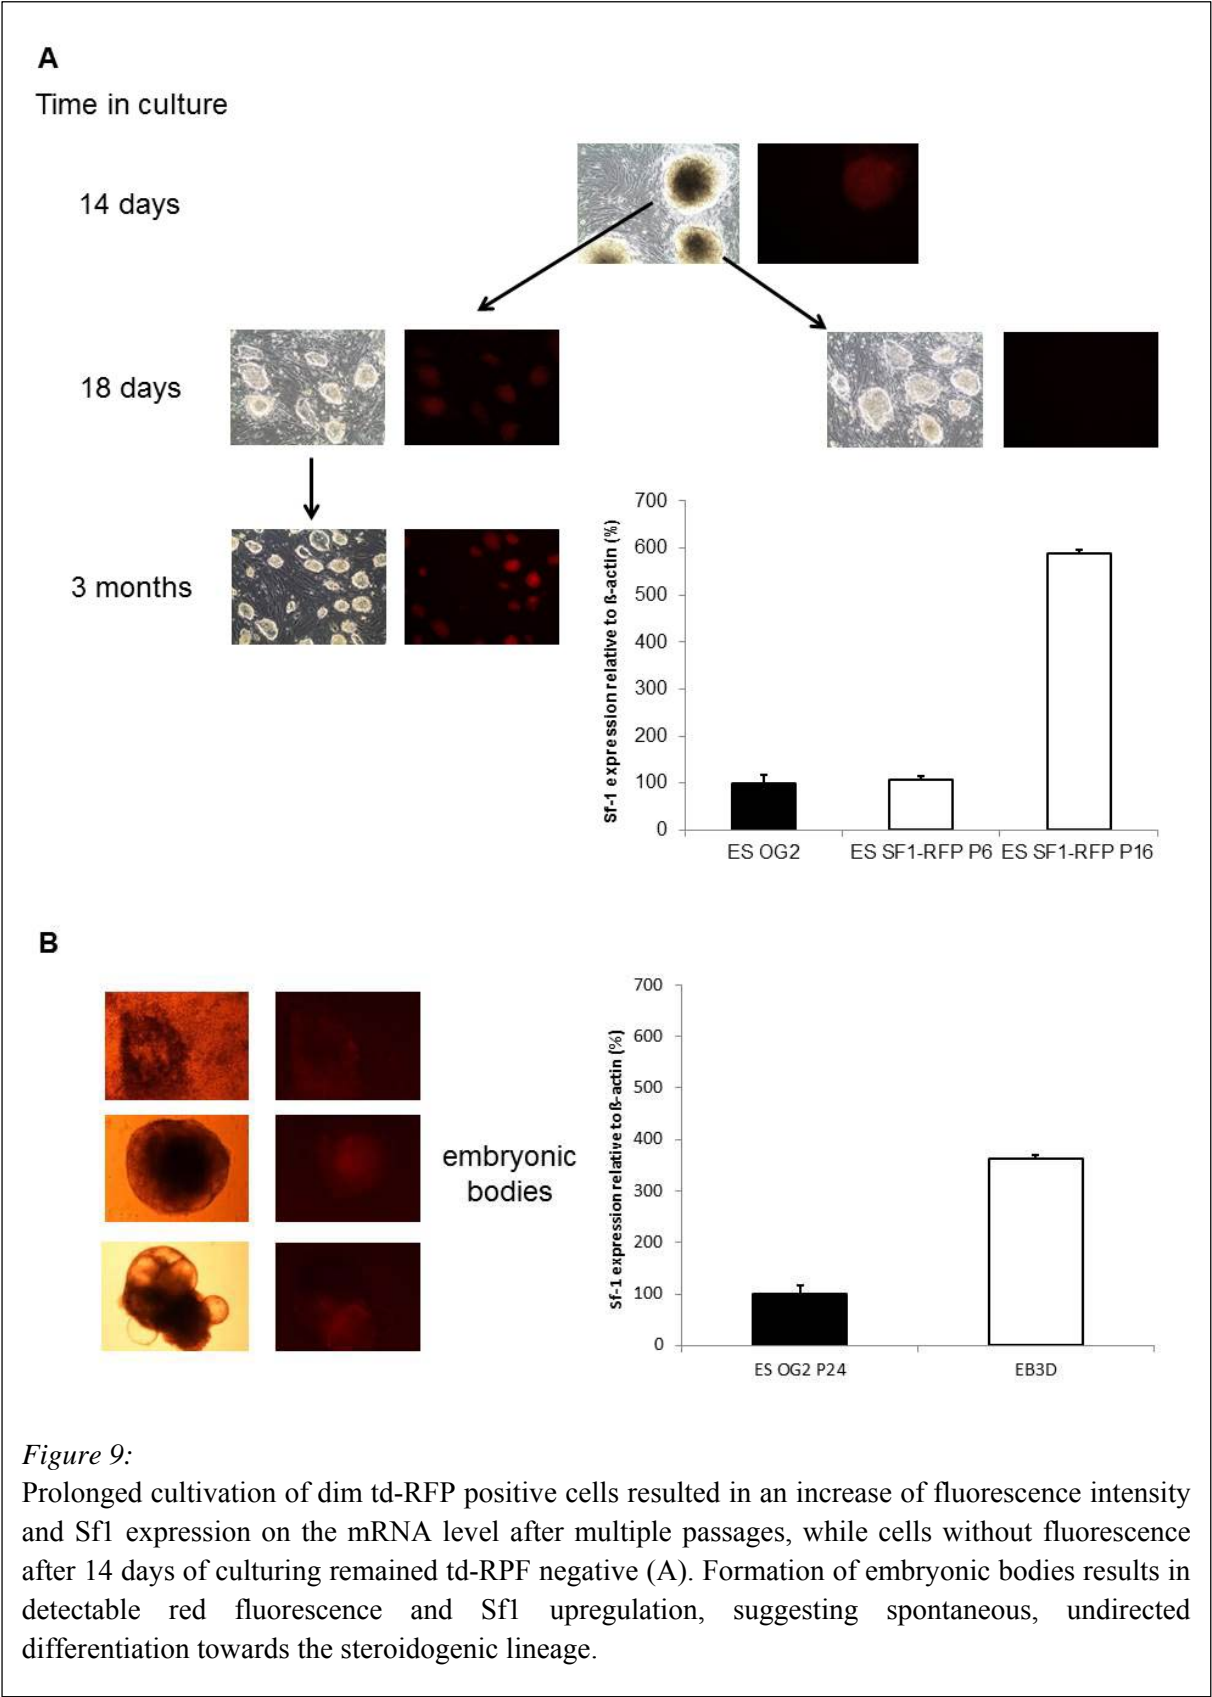 A
Time in culture
14 days
18 days
3 months
Sf-1 expression relative to ß-actin (%)
700
600
500
400
300
200
100
0
ES OG2 ES SF1-RFP P6 ES SF1-RFP P16
B
embryonic
bodies
Sf-1 expression relative to ß-actin (%)
700
600
500
400
300
200
100
0
ES OG2 P24 EB3D
Figure 9:
Prolonged cultivation of dim td-RFP positive cells resulted in an increase of fluorescence intensity
and Sf1 expression on the mRNA level after multiple passages, while cells without fluorescence
after 14 days of culturing remained td-RPF negative (A). Formation of embryonic bodies results in
detectable red fluorescence and Sf1 upregulation, suggesting spontaneous, undirected
differentiation towards the steroidogenic lineage.